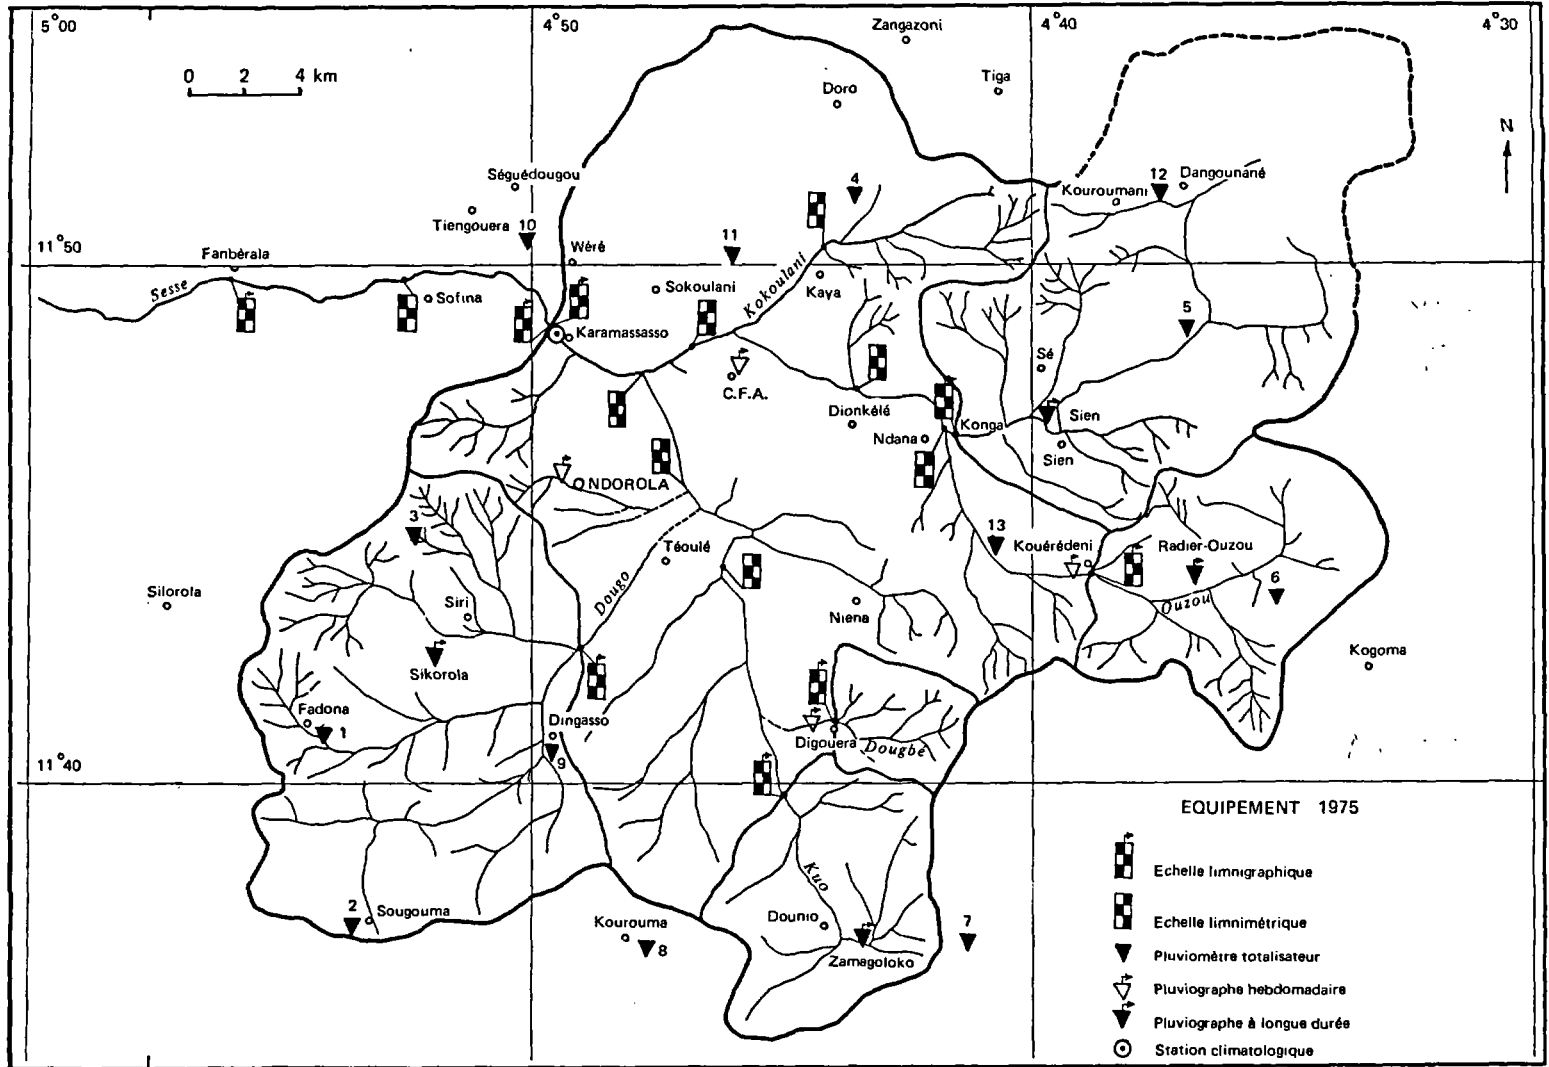 5°00
4°50
4°40
4°30
Zangazoni
0 2 4 km
Tiga
Doro
N
Séguédougou
4
12
Dangounané
Kouroumani
Tiengouera
10
11
Wéré
11°50
Fanbérala
Sesse
Sofina
Sokoulani
Kokoulani
Kaya
5
Karamassasso
Sé
C.F.A.
Dionkélé
Ndana
Konga
Sien
Sien
NDOROLA
3
13
Téoulé
Kouérédeni
Radier-Ouzou
6
Silorola
Siri
Dougo
Niena
Ouzou
Kogoma
Sikorola
Fadona
1
Dingasso
9
Digouera
Dougbé
11°40
EQUIPEMENT 1975
Echelle limnigraphique
Kuo
2
Sougouma
Kourouma
8
Dounio
7
Zamagoloko
Echelle limnimétrique
Pluviomètre totalisateur
Pluviographe hebdomadaire
Pluviographe à longue durée
Station climatologique